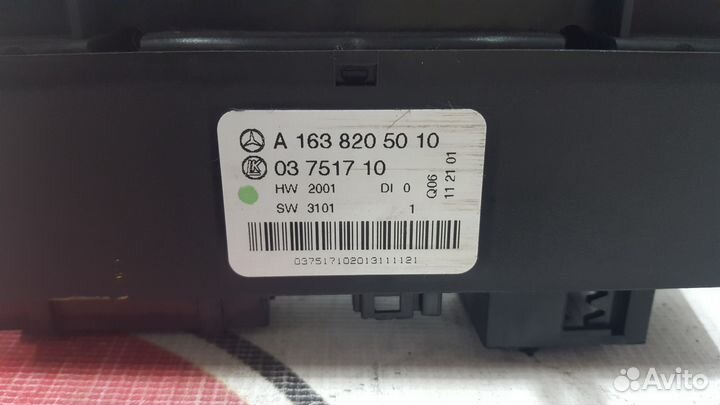 A 163 820 50 10
K 03 7517 10
HW 2001 DI 0
SW 3101 1
Q06
11 21 01
037517102013111121
Avito